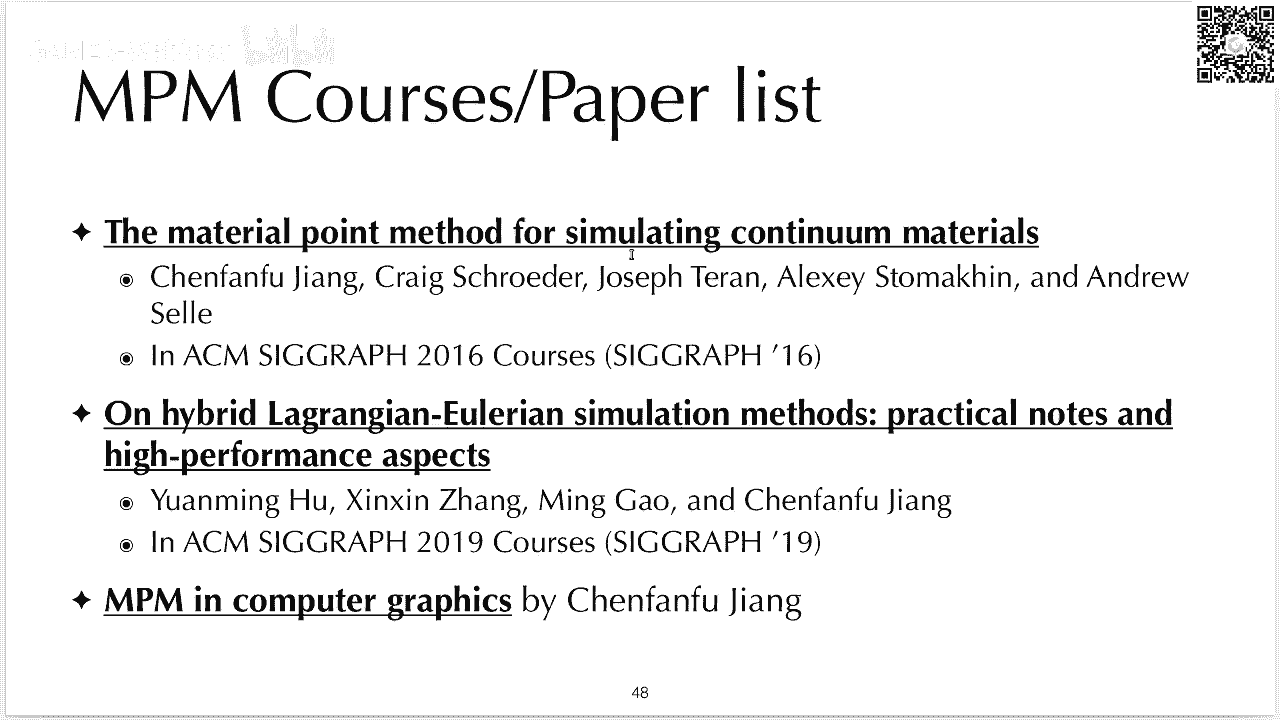 MPM Courses/Paper list
✦ The material point method for simulating continuum materials
◉ Chenfanfu Jiang, Craig Schroeder, Joseph Teran, Alexey Stomakhin, and Andrew
Selle
◉ In ACM SIGGRAPH 2016 Courses (SIGGRAPH ’16)
✦ On hybrid Lagrangian-Eulerian simulation methods: practical notes and
high-performance aspects
◉ Yuanming Hu, Xinxin Zhang, Ming Gao, and Chenfanfu Jiang
◉ In ACM SIGGRAPH 2019 Courses (SIGGRAPH ’19)
✦ MPM in computer graphics by Chenfanfu Jiang
48